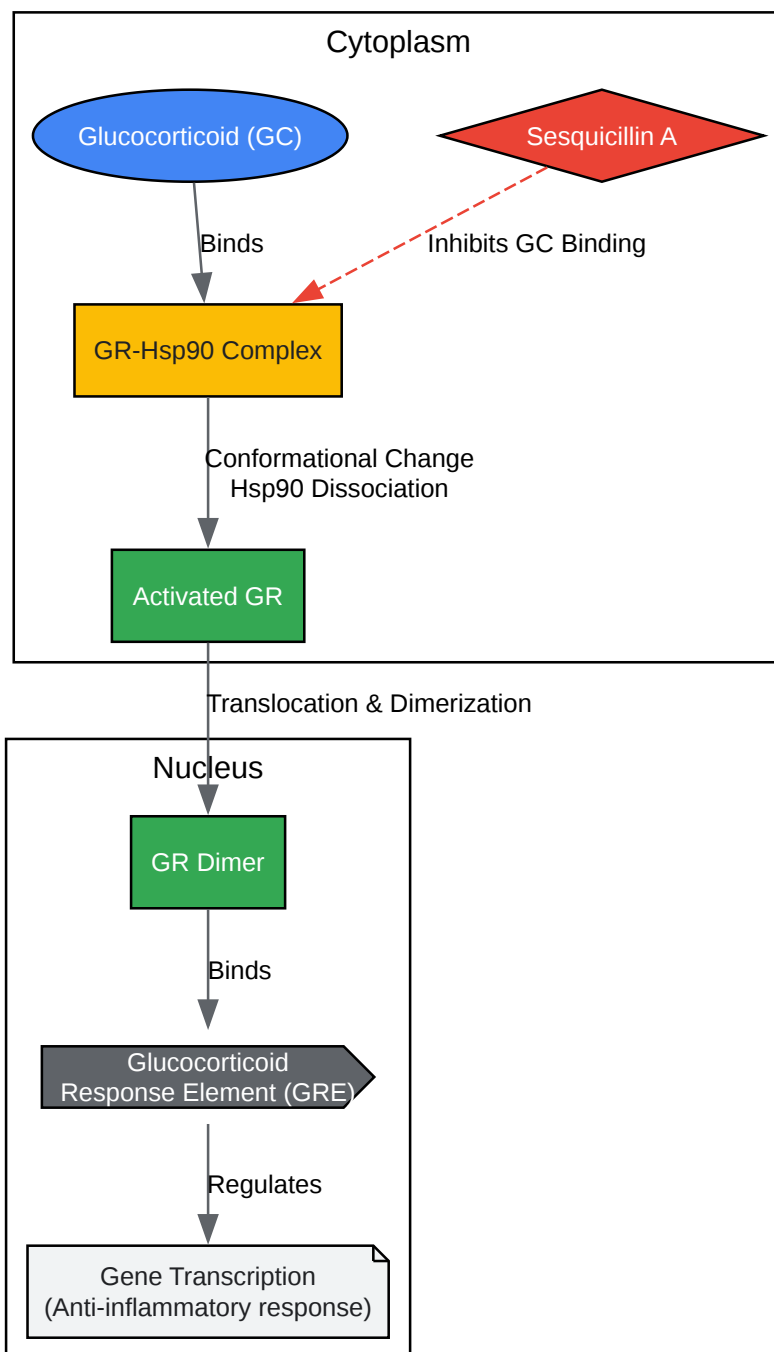 Cytoplasm
Glucocorticoid (GC)
Sesquicillin A
Binds
Inhibits GC Binding
GR-Hsp90 Complex
Conformational Change
Hsp90 Dissociation
Activated GR
Translocation & Dimerization
Nucleus
GR Dimer
Binds
Glucocorticoid
Response Element (GRE)
Regulates
Gene Transcription
(Anti-inflammatory response)